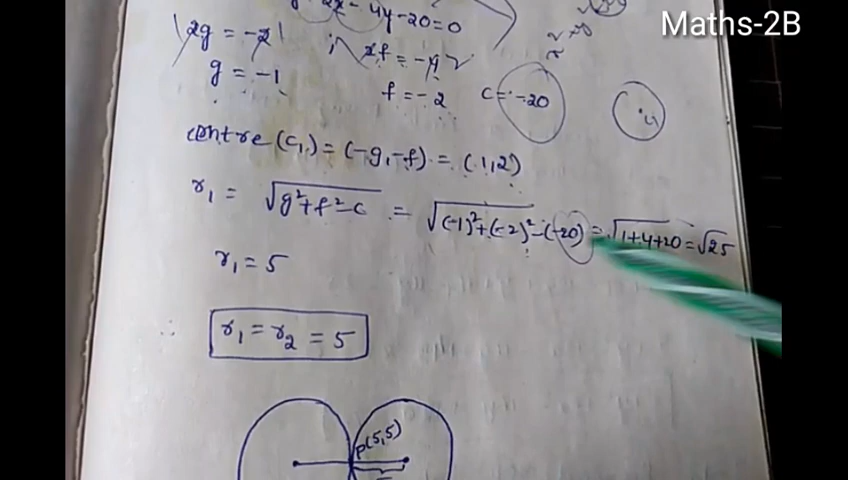 Maths-2B
2x - 4y - 20 = 0
2g = -2 ; 2f = -4
g = -1
f = -2 c = -20
centre (c₁) = (-g, -f) = (1, 2)
r₁ = √g²+f²-c = √(-1)²+(-2)²-(-20) = √1+4+20 = √25
r₁ = 5
∴ r₁ = r₂ = 5
P(5,5)